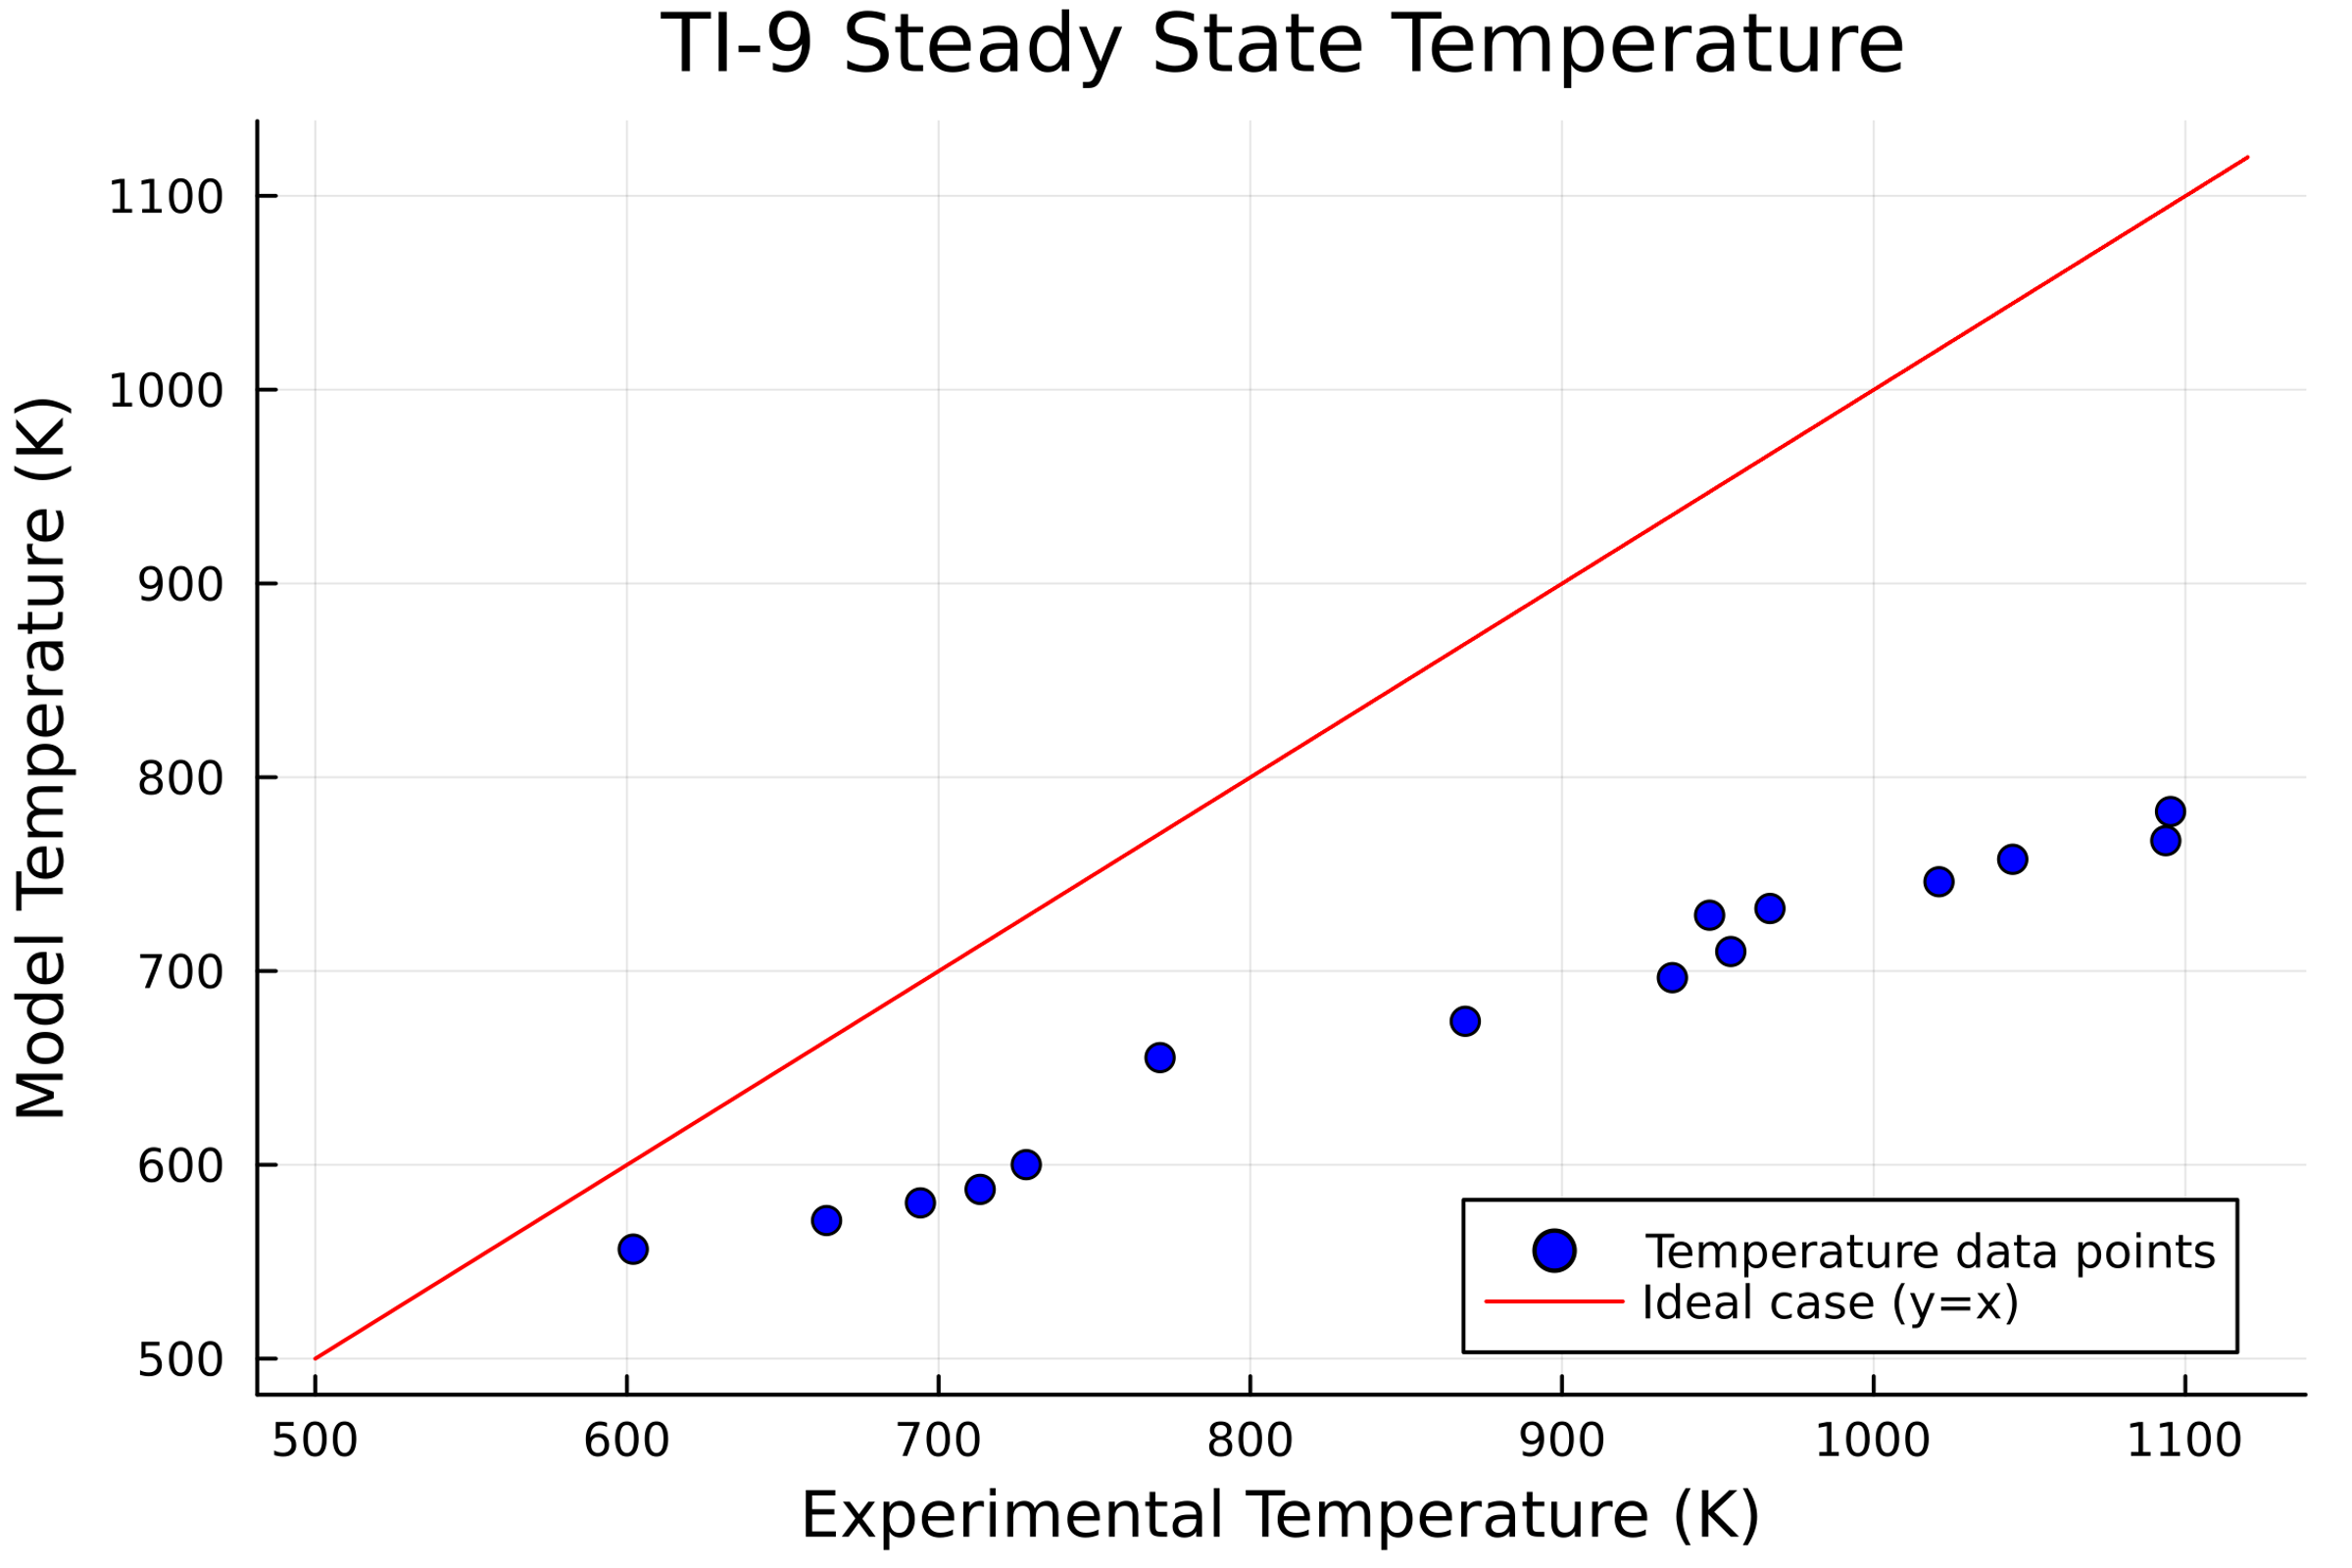 TI-9 Steady State Temperature
Model Temperature (K)
1100
1000
900
800
700
600
500
Temperature data points
Ideal case (y=x)
500 600 700 800 900 1000 1100
Experimental Temperature (K)